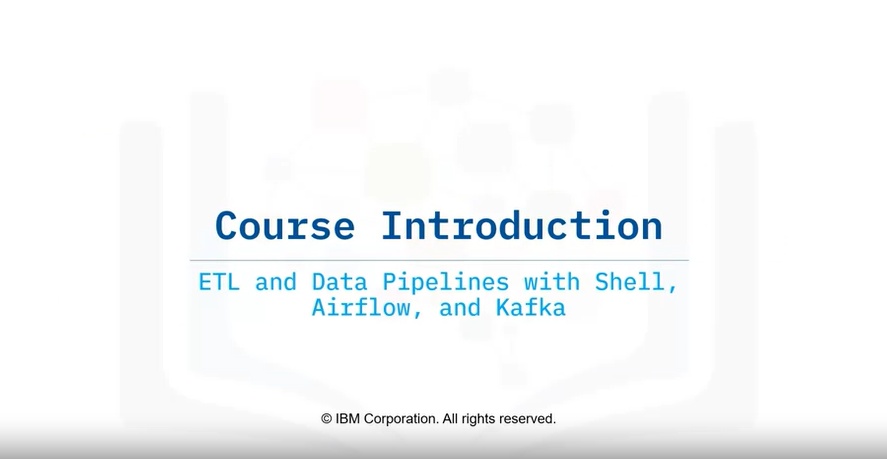 Course Introduction
ETL and Data Pipelines with Shell,
Airflow, and Kafka
© IBM Corporation. All rights reserved.